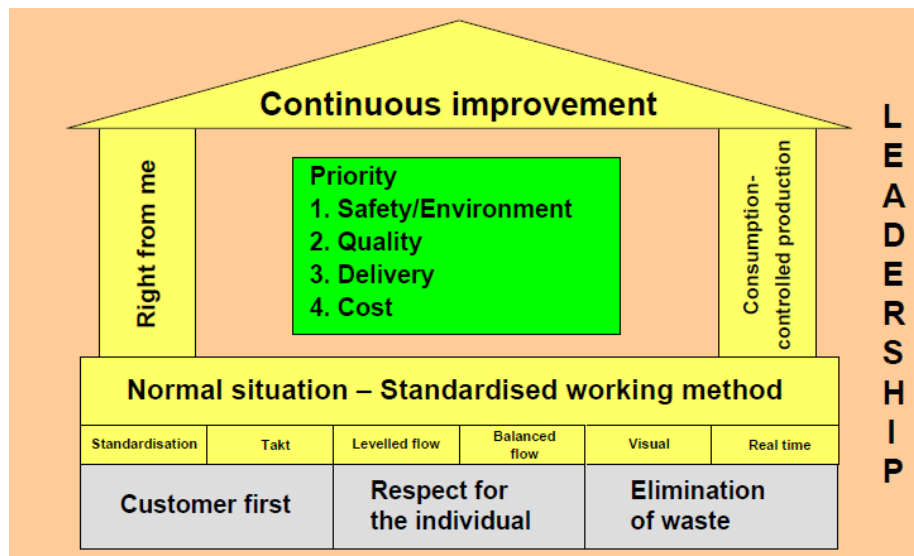 Continuous improvement
Right from me
Priority
1. Safety/Environment
2. Quality
3. Delivery
4. Cost
Consumption-
controlled production
Normal situation – Standardised working method
Standardisation
Takt
Levelled flow
Balanced
flow
Visual
Real time
Customer first
Respect for
the individual
Elimination
of waste
LEADERSHIP